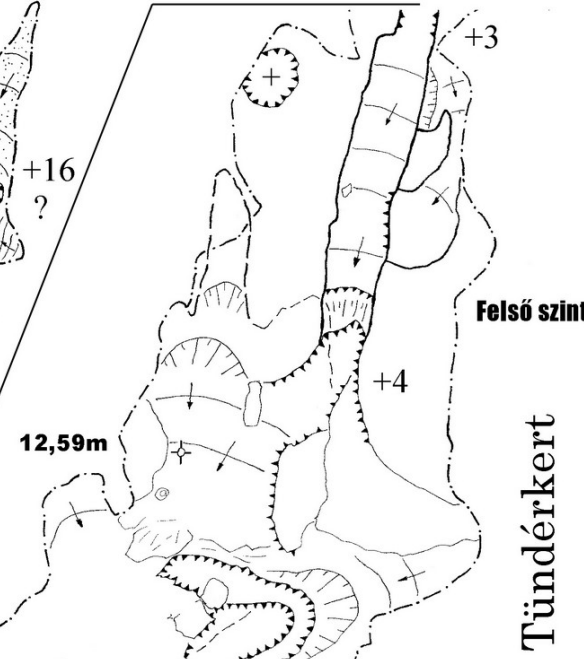 +3
+16
?
Felső szint
+4
12,59m
Tündérkert